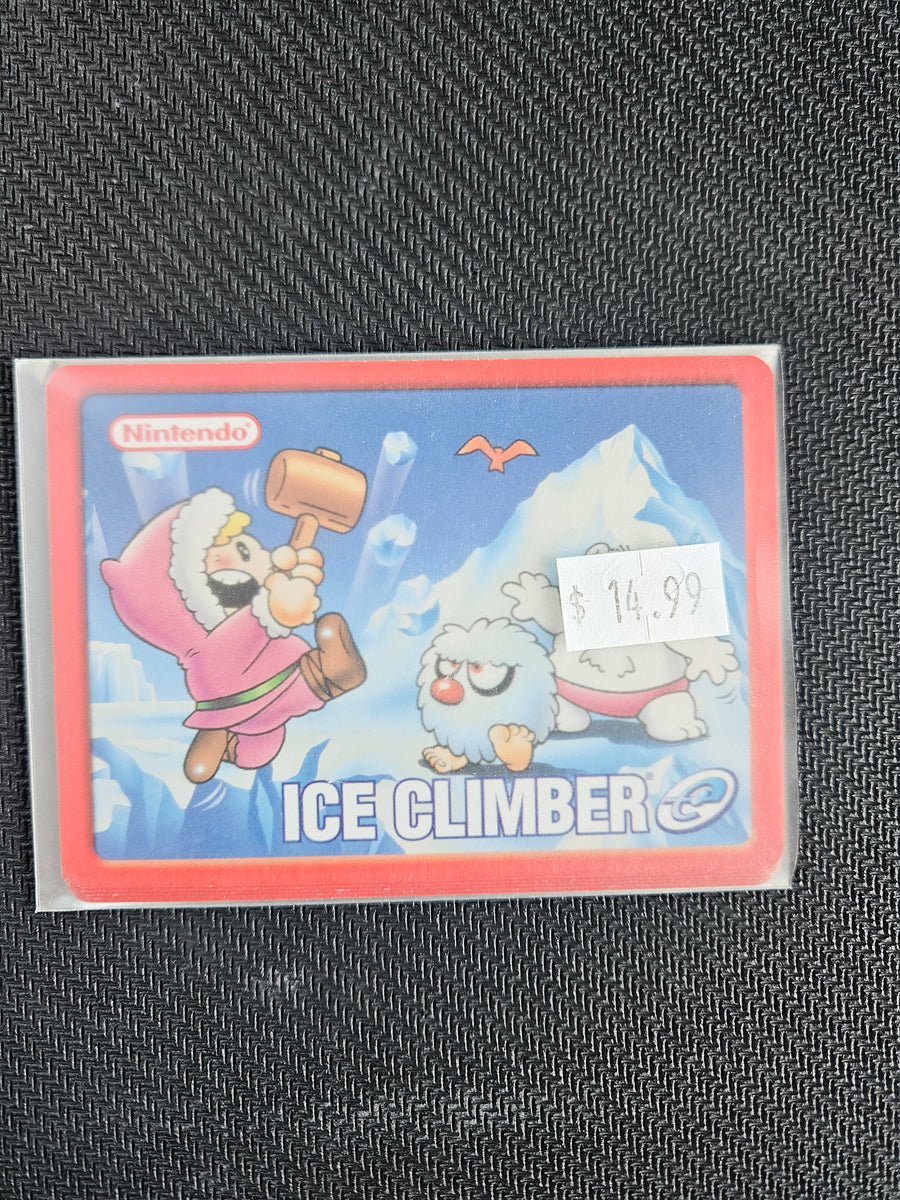 Nintendo®
$ 14.99
ICE CLIMBER® e